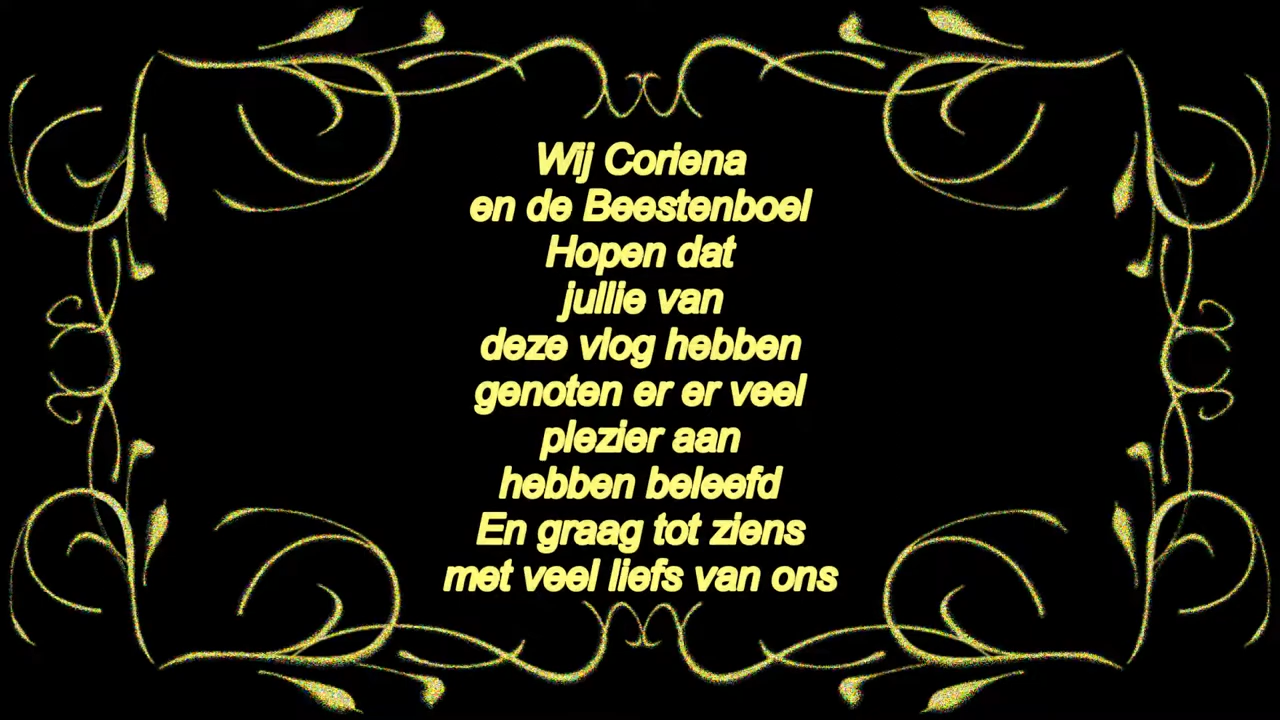 Wij Coriena
en de Beestenboel
Hopen dat
jullie van
deze vlog hebben
genoten er er veel
plezier aan
hebben beleefd
En graag tot ziens
met veel liefs van ons